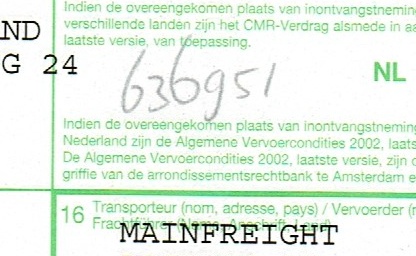 Indien de overeengekomen plaats van inontvangstneming
verschillende landen zijn het CMR-Verdrag alsmede in aa
laatste versie, van toepassing.
ND
G 24
636951
NL
Indien de overeengekomen plaats van inontvangstneming
Nederland zijn de Algemene Vervoercondities 2002, laats
De Algemene Vervoercondities 2002, laatste versie, zijn g
griffie van de arrondissementsrechtbank te Amsterdam e
16 Transporteur (nom, adresse, pays) / Vervoerder (n
Frachtführer (Name, Anschrift, Land)
MAINFREIGHT